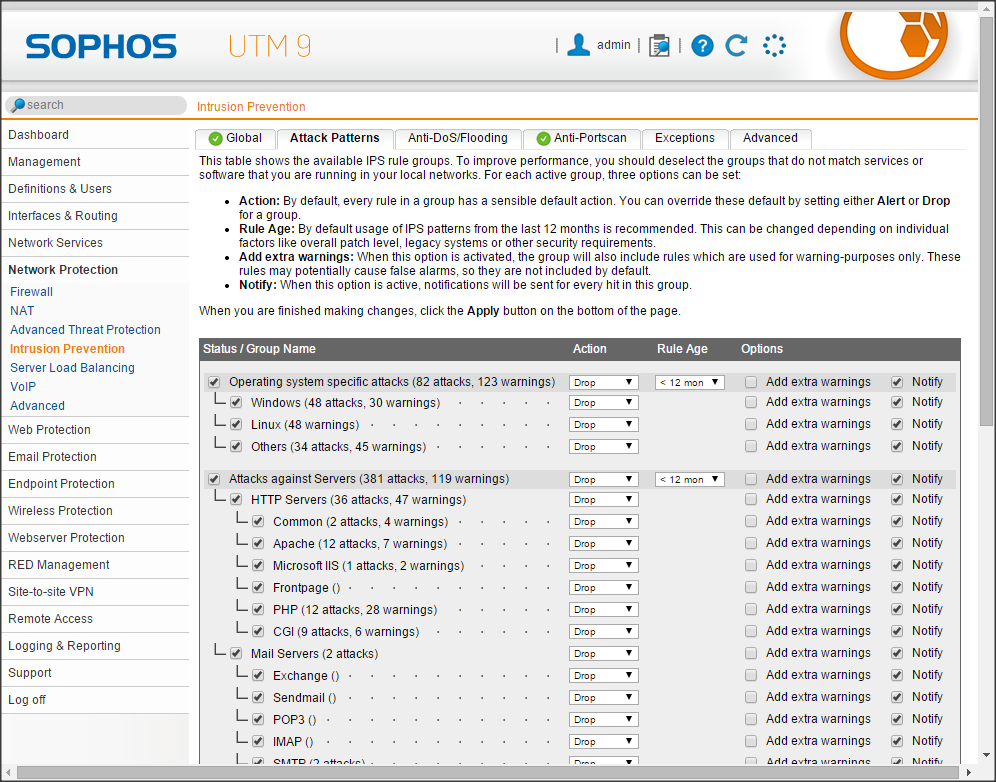 SOPHOS UTM 9
| admin | | ?
search
Intrusion Prevention
Dashboard
Management
Definitions & Users
Interfaces & Routing
Network Services
Network Protection
Firewall
NAT
Advanced Threat Protection
Intrusion Prevention
Server Load Balancing
VoIP
Advanced
Web Protection
Email Protection
Endpoint Protection
Wireless Protection
Webserver Protection
RED Management
Site-to-site VPN
Remote Access
Logging & Reporting
Support
Log off
Global Attack Patterns Anti-DoS/Flooding Anti-Portscan Exceptions Advanced
This table shows the available IPS rule groups. To improve performance, you should deselect the groups that do not match services or
software that you are running in your local networks. For each active group, three options can be set:
• Action: By default, every rule in a group has a sensible default action. You can override these default by setting either Alert or Drop
for a group.
• Rule Age: By default usage of IPS patterns from the last 12 months is recommended. This can be changed depending on individual
factors like overall patch level, legacy systems or other security requirements.
• Add extra warnings: When this option is activated, the group will also include rules which are used for warning-purposes only. These
rules may potentially cause false alarms, so they are not included by default.
• Notify: When this option is active, notifications will be sent for every hit in this group.
When you are finished making changes, click the Apply button on the bottom of the page.
Status / Group Name Action Rule Age Options
Operating system specific attacks (82 attacks, 123 warnings) Drop < 12 mon Add extra warnings Notify
Windows (48 attacks, 30 warnings) Drop Add extra warnings Notify
Linux (48 warnings) Drop Add extra warnings Notify
Others (34 attacks, 45 warnings) Drop Add extra warnings Notify
Attacks against Servers (381 attacks, 119 warnings) Drop < 12 mon Add extra warnings Notify
HTTP Servers (36 attacks, 47 warnings) Drop Add extra warnings Notify
Common (2 attacks, 4 warnings) Drop Add extra warnings Notify
Apache (12 attacks, 7 warnings) Drop Add extra warnings Notify
Microsoft IIS (1 attacks, 2 warnings) Drop Add extra warnings Notify
Frontpage () Drop Add extra warnings Notify
PHP (12 attacks, 28 warnings) Drop Add extra warnings Notify
CGI (9 attacks, 6 warnings) Drop Add extra warnings Notify
Mail Servers (2 attacks) Drop Add extra warnings Notify
Exchange () Drop Add extra warnings Notify
Sendmail () Drop Add extra warnings Notify
POP3 () Drop Add extra warnings Notify
IMAP () Drop Add extra warnings Notify
SMTP (2 attacks) Drop Add extra warnings Notify